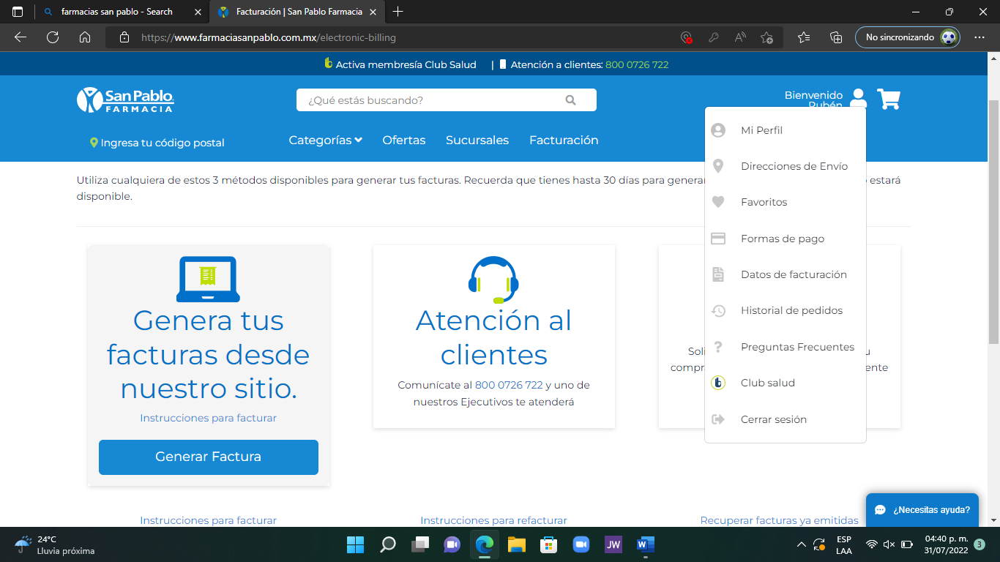 farmacias san pablo - Search
Facturación | San Pablo Farmacia
https://www.farmaciasanpablo.com.mx/electronic-billing
No sincronizando
Activa membresía Club Salud | Atención a clientes: 800 0726 722
San Pablo
FARMACIA
¿Qué estás buscando?
Bienvenido
Rubén
Ingresa tu código postal
Categorías
Ofertas
Sucursales
Facturación
Mi Perfil
Direcciones de Envío
Favoritos
Formas de pago
Datos de facturación
Historial de pedidos
Preguntas Frecuentes
Club salud
Cerrar sesión
Utiliza cualquiera de estos 3 métodos disponibles para generar tus facturas. Recuerda que tienes hasta 30 días para generar estará
disponible.
Genera tus
facturas desde
nuestro sitio.
Instrucciones para facturar
Generar Factura
Atención al
clientes
Comunícate al 800 0726 722 y uno de
nuestros Ejecutivos te atenderá
Instrucciones para facturar
Instrucciones para refacturar
Recuperar facturas ya emitidas
¿Necesitas ayuda?
24°C
Lluvia próxima
JW
ESP
LAA
04:40 p. m.
31/07/2022
3